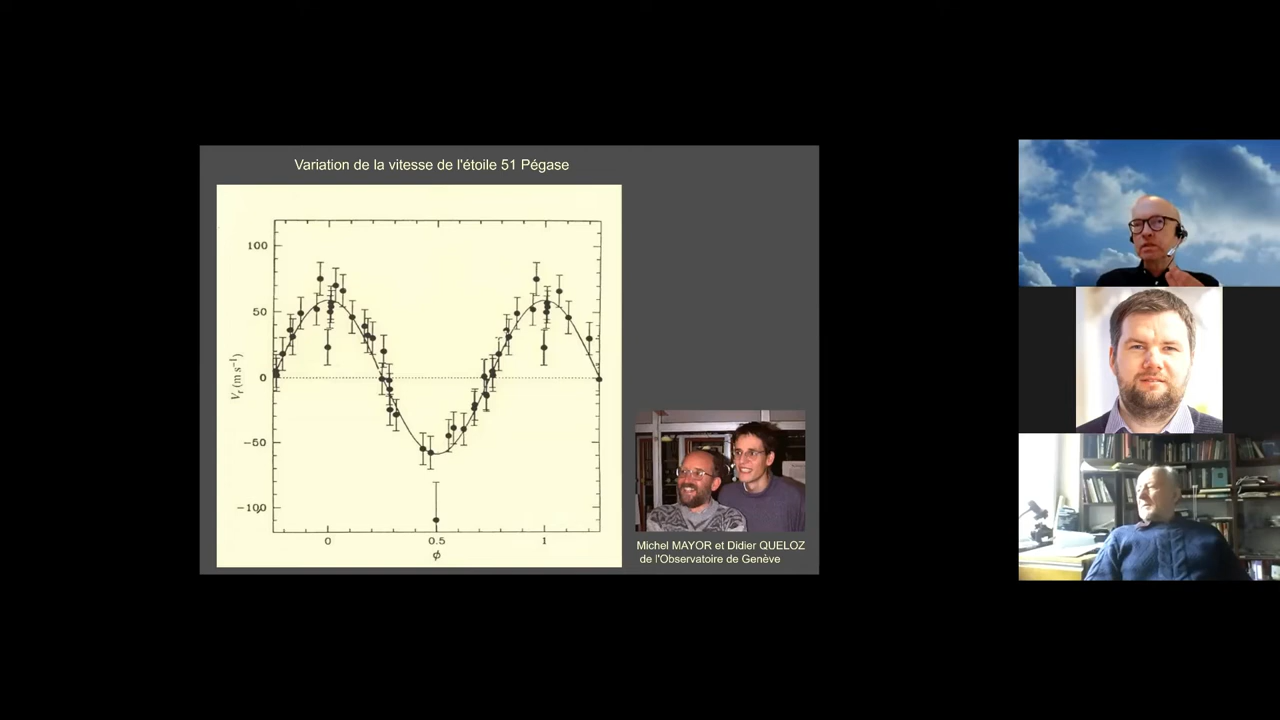 Variation de la vitesse de l'étoile 51 Pégase
100
50
0
−50
−100
Vr (m s⁻¹)
0
0.5
1
ϕ
Michel MAYOR et Didier QUELOZ
de l'Observatoire de Genève